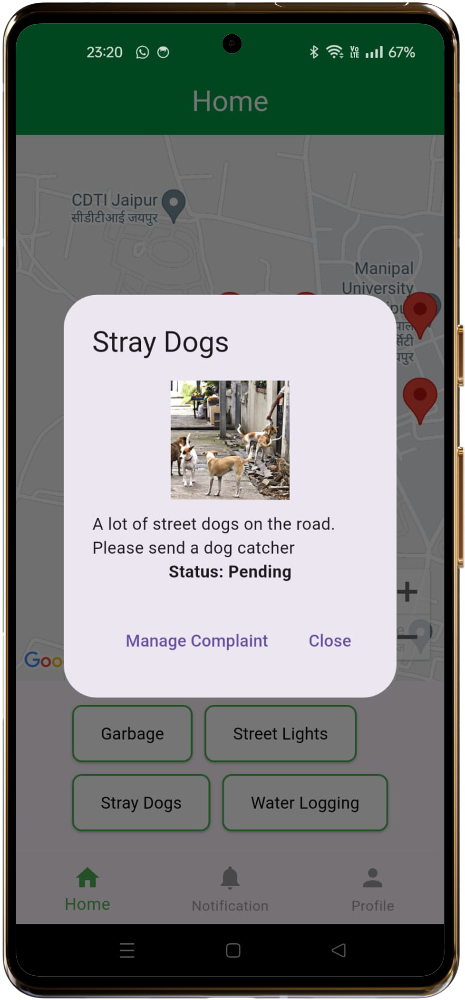 23:20
Vo
LTE
67%
Home
CDTI Jaipur
सीडीटीआई जयपुर
Manipal
University
Stray Dogs
A lot of street dogs on the road.
Please send a dog catcher
Status: Pending
+
−
Manage Complaint Close
Garbage Street Lights
Stray Dogs Water Logging
Home Notification Profile